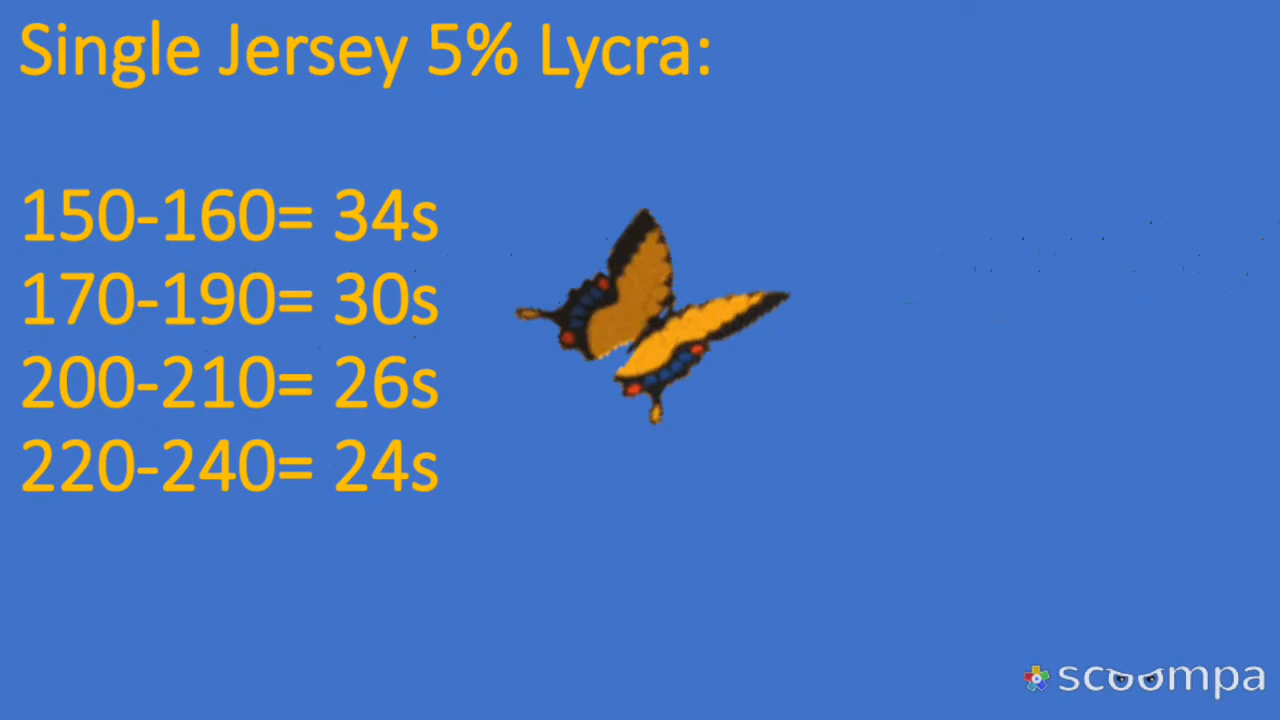 Single Jersey 5% Lycra:
150-160= 34s
170-190= 30s
200-210= 26s
220-240= 24s
scoompa